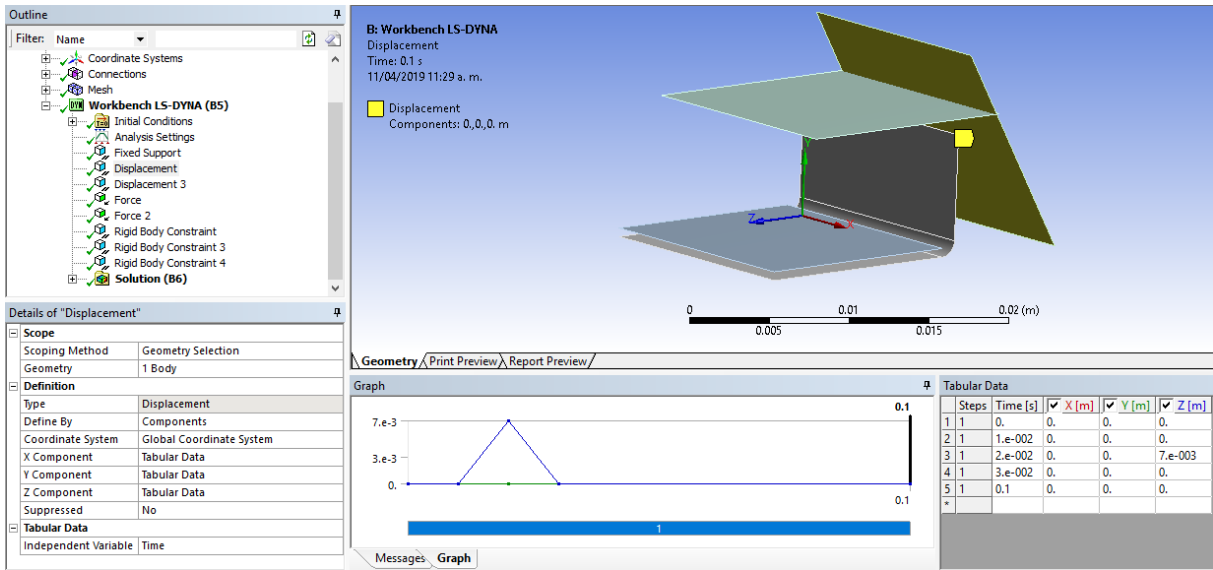 Outline
Filter: Name
Coordinate Systems
Connections
Mesh
Workbench LS-DYNA (B5)
Initial Conditions
Analysis Settings
Fixed Support
Displacement
Displacement 3
Force
Force 2
Rigid Body Constraint
Rigid Body Constraint 3
Rigid Body Constraint 4
Solution (B6)
Details of "Displacement"
Scope
Scoping Method Geometry Selection
Geometry 1 Body
Definition
Type Displacement
Define By Components
Coordinate System Global Coordinate System
X Component Tabular Data
Y Component Tabular Data
Z Component Tabular Data
Suppressed No
Tabular Data
Independent Variable Time
B: Workbench LS-DYNA
Displacement
Time: 0.1 s
11/04/2019 11:29 a. m.
Displacement
Components: 0.,0.,0. m
Y
Z
X
0 0.01 0.02 (m)
0.005 0.015
Geometry Print Preview Report Preview
Graph
0.1
7.e-3
3.e-3
0.
0.1
1
Messages Graph
Tabular Data
Steps Time [s] X [m] Y [m] Z [m]
1 1 0. 0. 0. 0.
2 1 1.e-002 0. 0. 0.
3 1 2.e-002 0. 0. 7.e-003
4 1 3.e-002 0. 0. 0.
5 1 0.1 0. 0. 0.
*